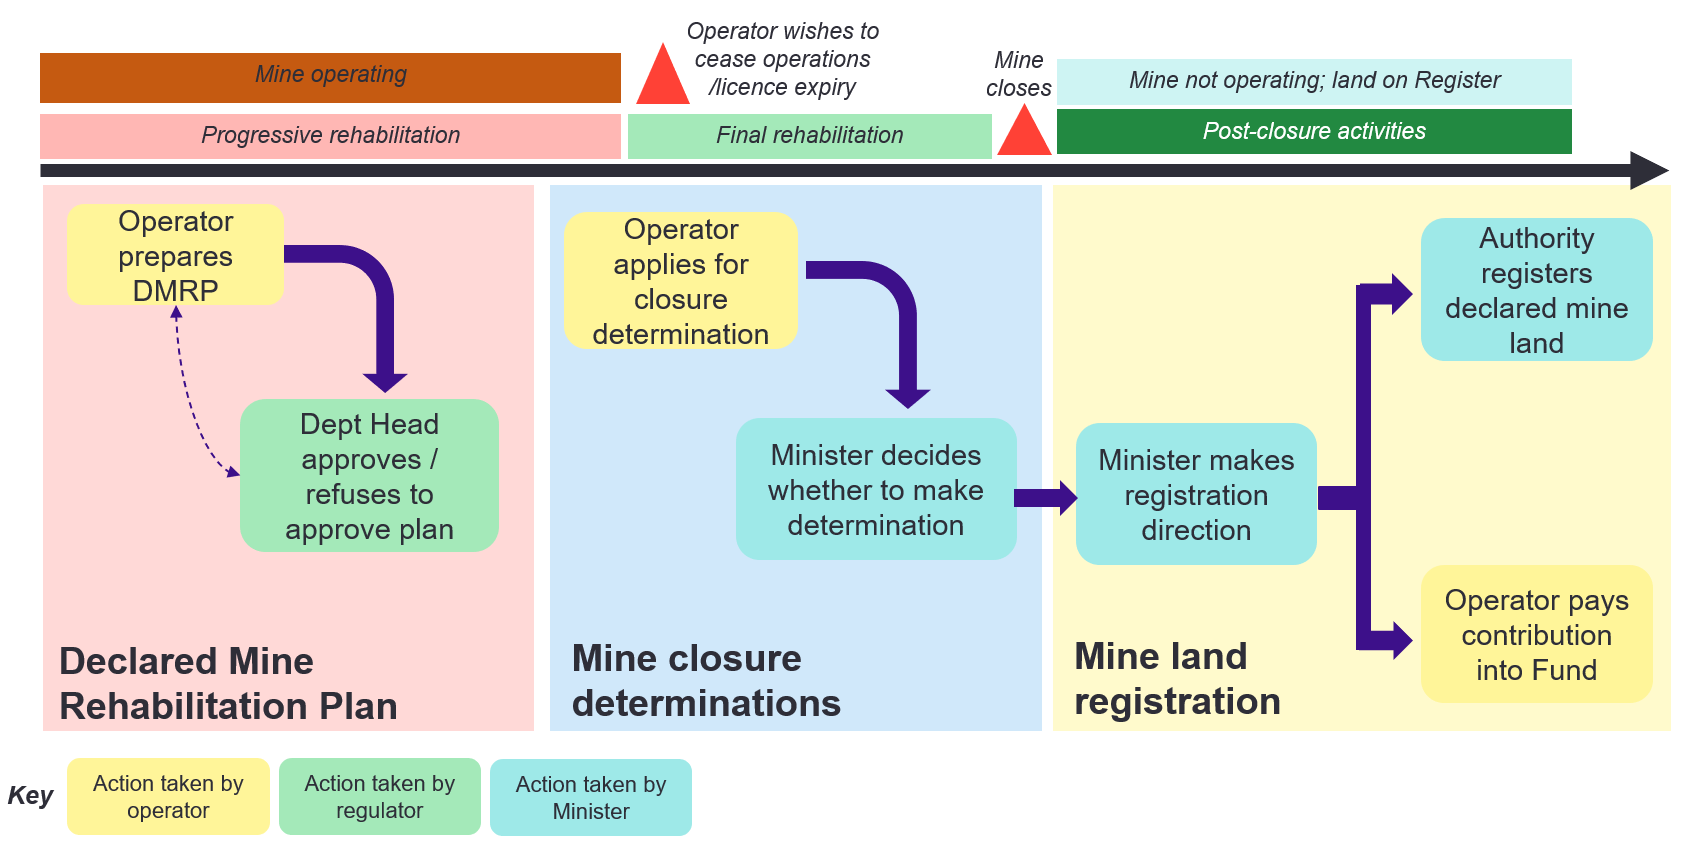 Operator wishes to
cease operations
/licence expiry
Mine operating
Mine
closes
Mine not operating; land on Register
Progressive rehabilitation
Final rehabilitation
Post-closure activities
Operator
prepares
DMRP
Dept Head
approves /
refuses to
approve plan
Declared Mine
Rehabilitation Plan
Operator
applies for
closure
determination
Minister decides
whether to make
determination
Mine closure
determinations
Minister makes
registration
direction
Authority
registers
declared mine
land
Operator pays
contribution
into Fund
Mine land
registration
Key
Action taken by
operator
Action taken by
regulator
Action taken by
Minister